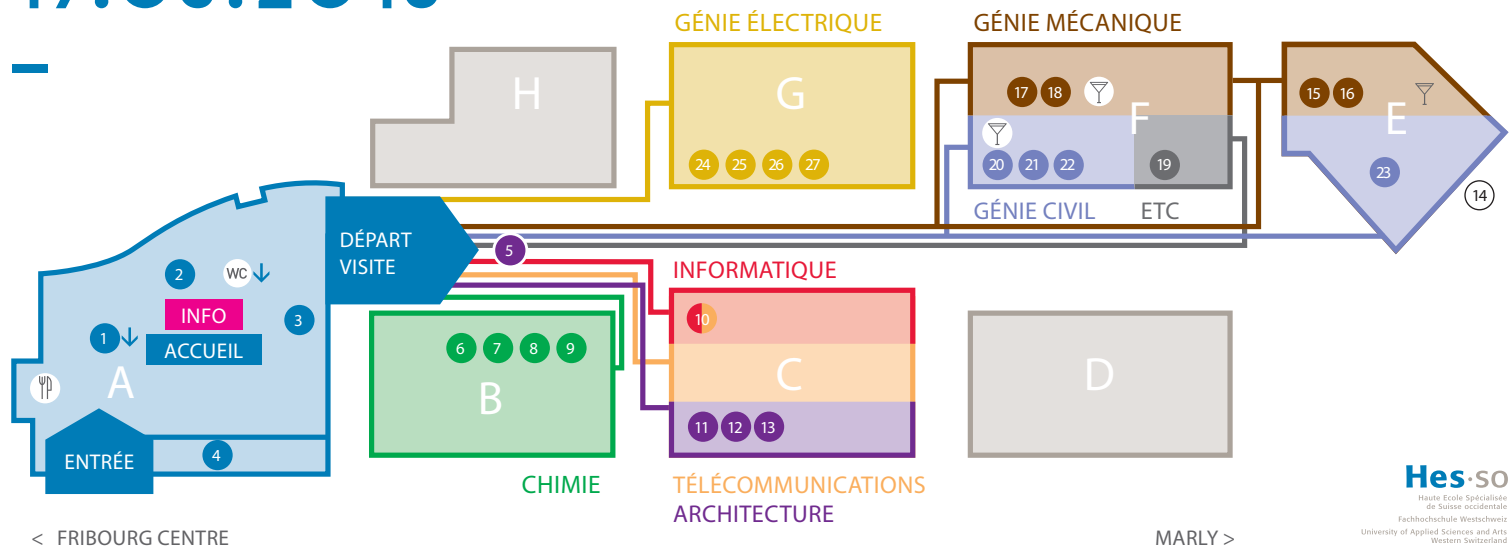 GÉNIE ÉLECTRIQUE
GÉNIE MÉCANIQUE
H
G
F
E
17
18
15
16
24
25
26
27
20
21
22
19
23
14
GÉNIE CIVIL
ETC
DÉPART
VISITE
5
2
WC
INFO
3
1
ACCUEIL
A
ENTRÉE
4
INFORMATIQUE
10
6
7
8
9
B
C
D
11
12
13
CHIMIE
TÉLÉCOMMUNICATIONS
ARCHITECTURE
< FRIBOURG CENTRE
MARLY >
Hes·so
Haute Ecole Spécialisée
de Suisse occidentale
Fachhochschule Westschweiz
University of Applied Sciences and Arts
Western Switzerland